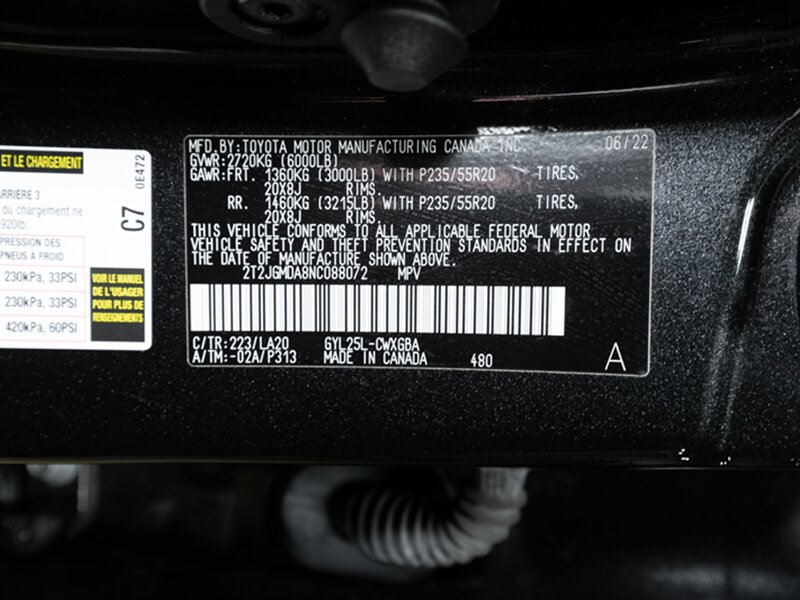 ET LE CHARGEMENT
0E472
C7
ARRIERE 3
du chargement ne
920lb.
PRESSION DES
PNEUS A FROID
230kPa, 33PSI
230kPa, 33PSI
420kPa, 60PSI
VOIR LE MANUEL
DE L'USAGER
POUR PLUS DE
RENSEIGNEMENTS
MFD.BY:TOYOTA MOTOR MANUFACTURING CANADA INC. 06/22
GVWR:2720KG (6000LB)
GAWR:FRT. 1360KG (3000LB) WITH P235/55R20 TIRES,
20X8J RIMS.
RR. 1460KG (3215LB) WITH P235/55R20 TIRES,
20X8J RIMS.
THIS VEHICLE CONFORMS TO ALL APPLICABLE FEDERAL MOTOR
VEHICLE SAFETY AND THEFT PREVENTION STANDARDS IN EFFECT ON
THE DATE OF MANUFACTURE SHOWN ABOVE.
2T2JGMDA8NC088072 MPV
C/TR:223/LA20 GYL25L-CWXGBA
A/TM:-02A/P313 MADE IN CANADA 480 A